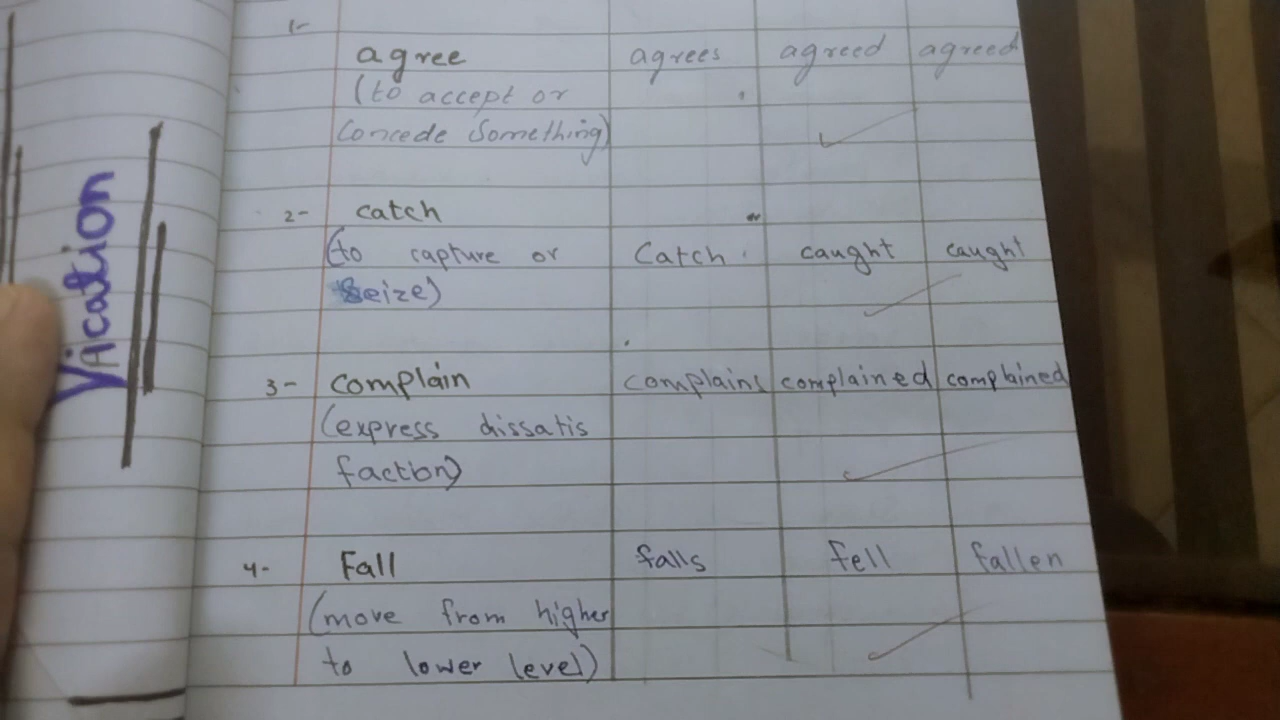 Vication
1-
agree agrees agreed agreed
(to accept or
Concede Something)
2- catch
(to capture or Catch caught caught
Seize)
3- complain complains complained complained
(express dissatis
faction)
4- Fall falls fell fallen
(move from higher
to lower level)